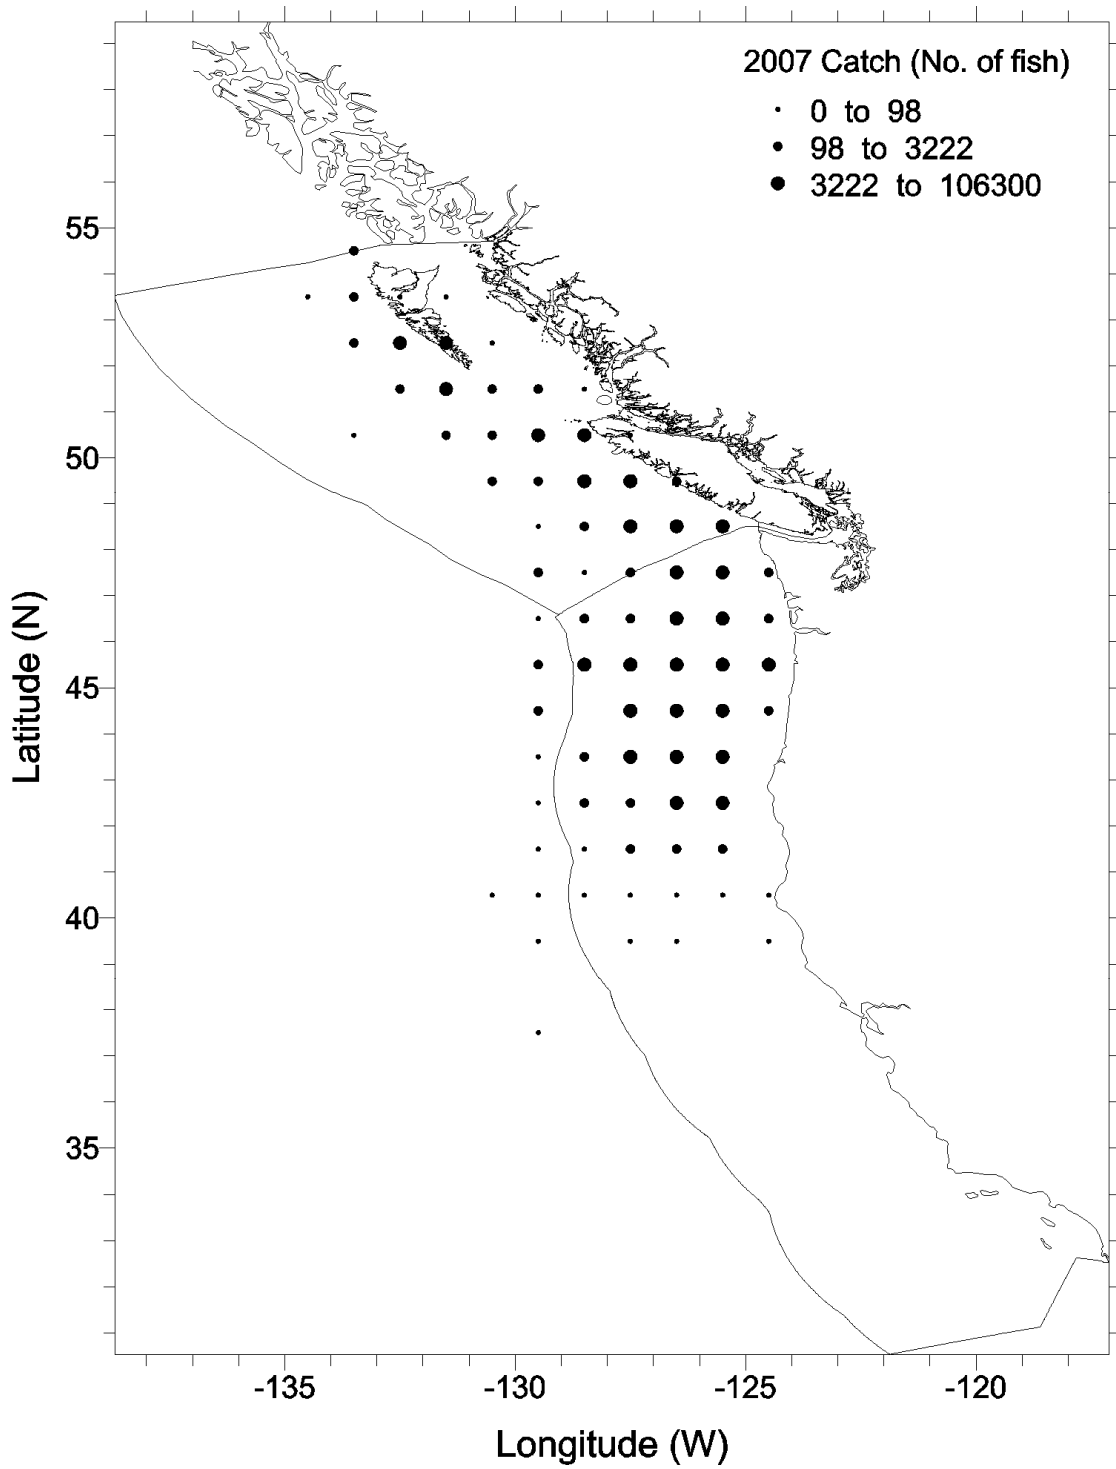 2007 Catch (No. of fish)
0 to 98
98 to 3222
3222 to 106300
55
50
45
40
35
Latitude (N)
-135 -130 -125 -120
Longitude (W)